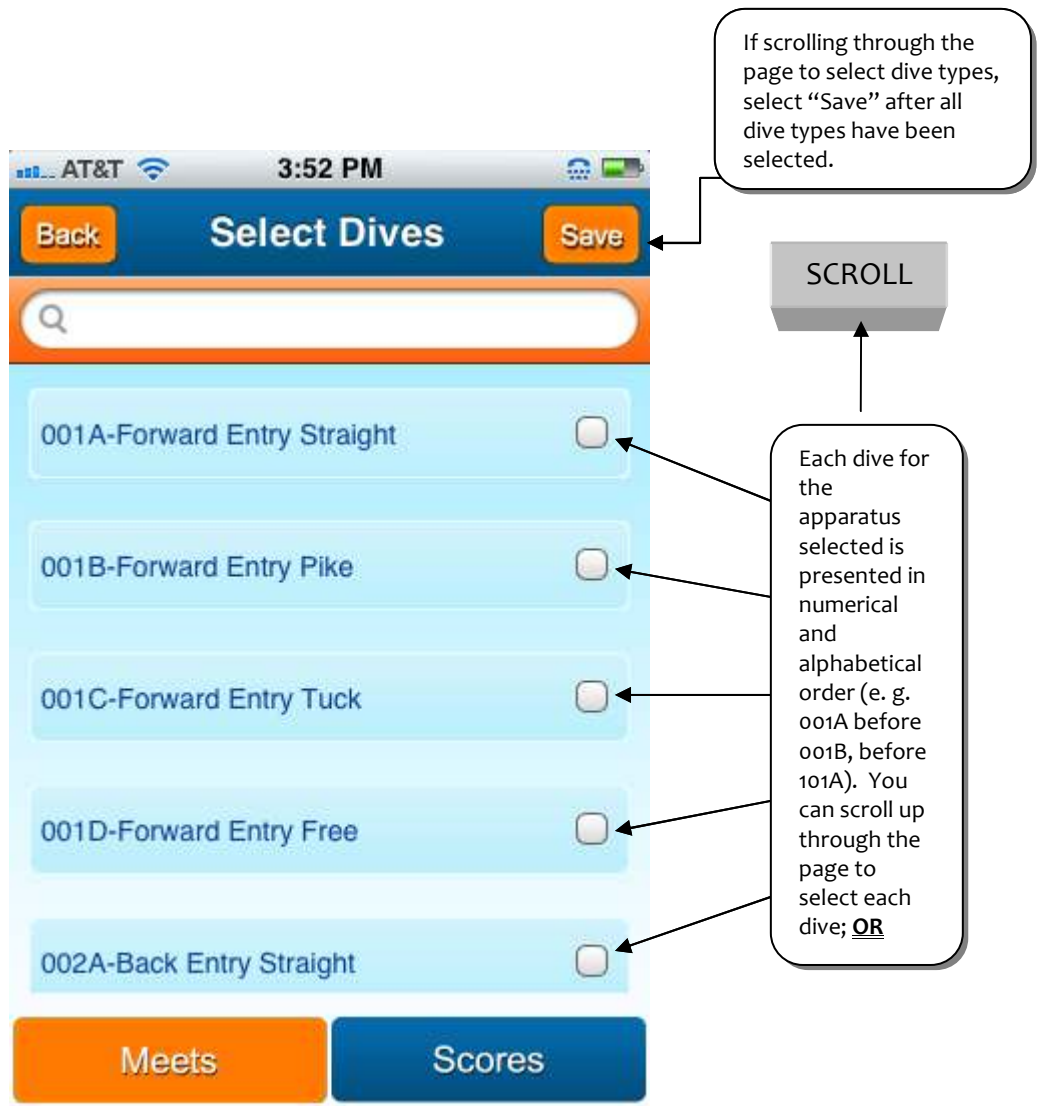 If scrolling through the
page to select dive types,
select “Save” after all
dive types have been
selected.
AT&T 3:52 PM
Back Select Dives Save
SCROLL
001A-Forward Entry Straight
001B-Forward Entry Pike
001C-Forward Entry Tuck
001D-Forward Entry Free
002A-Back Entry Straight
Each dive for
the
apparatus
selected is
presented in
numerical
and
alphabetical
order (e. g.
001A before
001B, before
101A). You
can scroll up
through the
page to
select each
dive; OR
Meets Scores